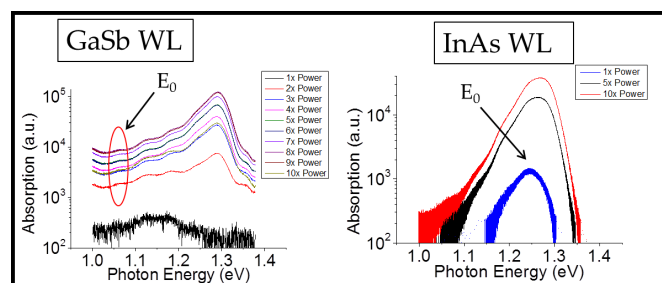 GaSb WL
E0
Absorption (a.u.)
10^5
10^4
10^3
10^2
1.0 1.1 1.2 1.3 1.4
Photon Energy (eV)
1x Power
2x Power
3x Power
4x Power
5x Power
6x Power
7x Power
8x Power
9x Power
10x Power
InAs WL
E0
Absorption (a.u.)
10^4
10^3
10^2
1.0 1.1 1.2 1.3 1.4
Photon Energy (eV)
1x Power
5x Power
10x Power